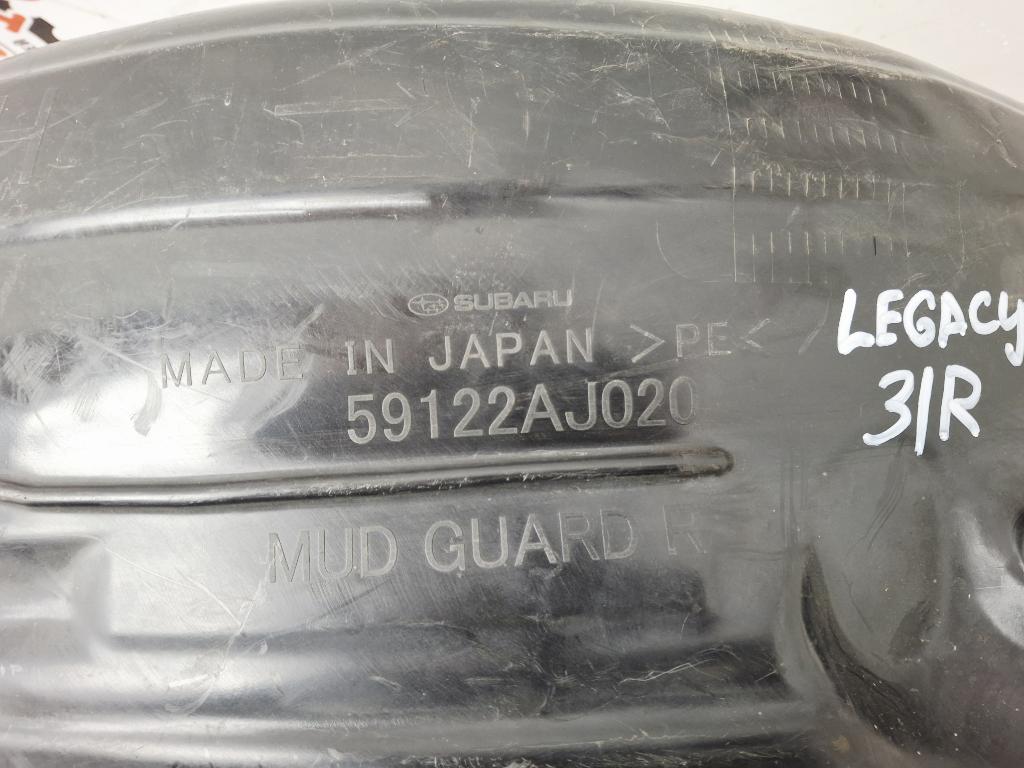 SUBARU
MADE IN JAPAN >PE<
59122AJ020
MUD GUARD R
LEGACY
3/R